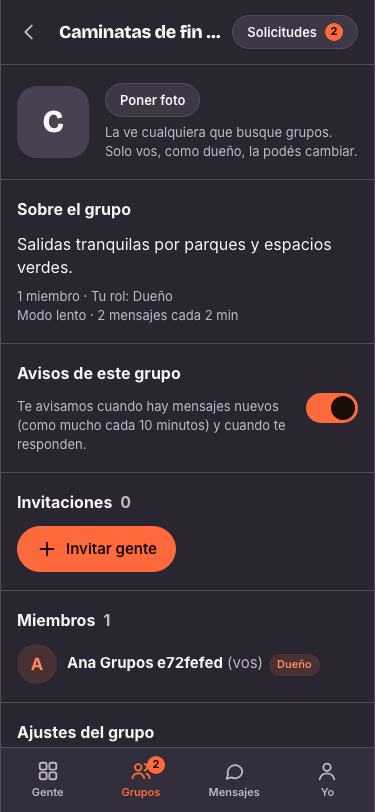 Caminatas de fin ...
Solicitudes 2
C
Poner foto
La ve cualquiera que busque grupos.
Solo vos, como dueño, la podés cambiar.
Sobre el grupo
Salidas tranquilas por parques y espacios
verdes.
1 miembro · Tu rol: Dueño
Modo lento · 2 mensajes cada 2 min
Avisos de este grupo
Te avisamos cuando hay mensajes nuevos
(como mucho cada 10 minutos) y cuando te
responden.
Invitaciones 0
+ Invitar gente
Miembros 1
A
Ana Grupos e72fefed (vos) Dueño
Ajustes del grupo
2
Gente Grupos Mensajes Yo